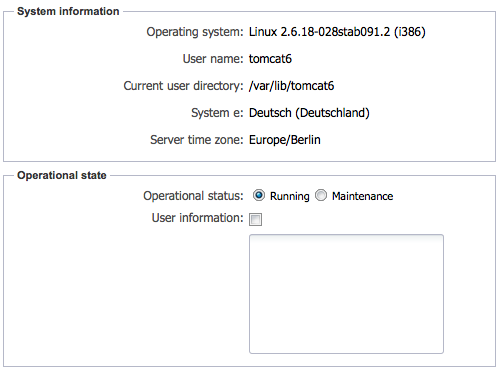 System information
Operating system: Linux 2.6.18-028stab091.2 (i386)
User name: tomcat6
Current user directory: /var/lib/tomcat6
System e: Deutsch (Deutschland)
Server time zone: Europe/Berlin
Operational state
Operational status: Running Maintenance
User information: